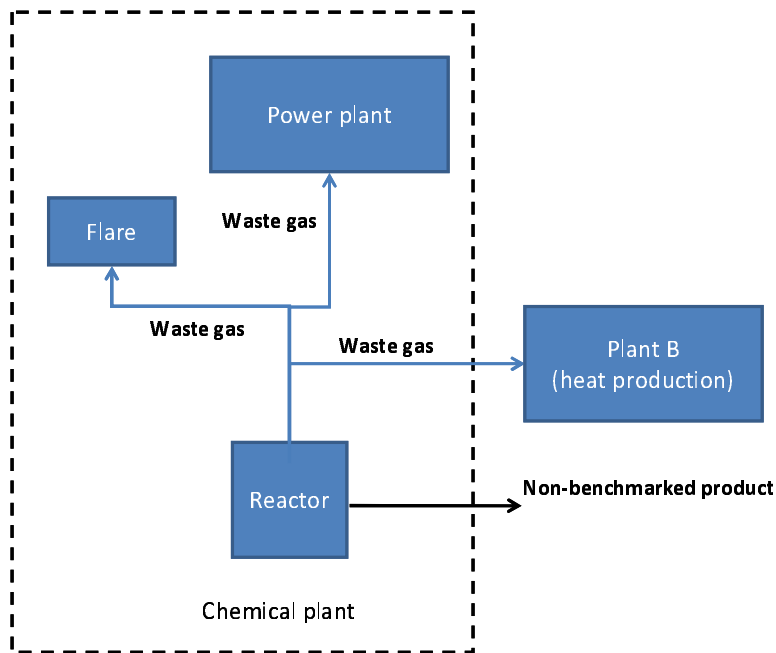 Power plant
Waste gas
Flare
Waste gas
Waste gas
Plant B
(heat production)
Reactor
Non-benchmarked product
Chemical plant